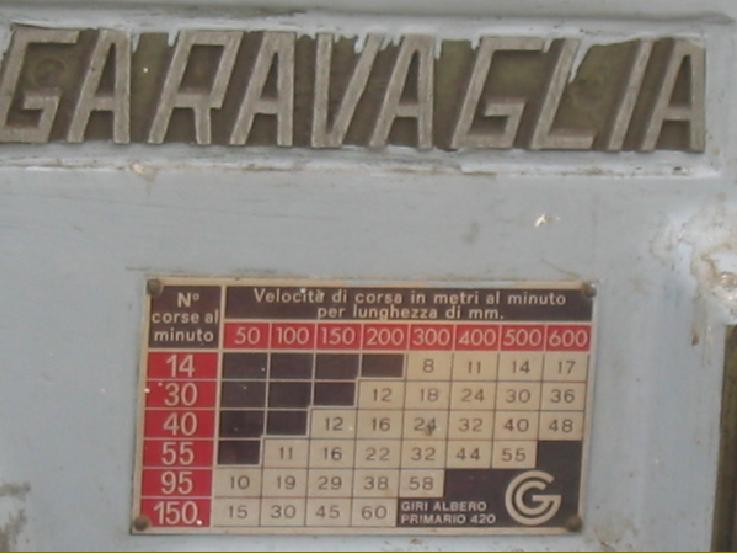 GARAVAGLIA
N° corse al minuto
Velocità di corsa in metri al minuto
per lunghezza di mm.
50 100 150 200 300 400 500 600
14 8 11 14 17
30 12 18 24 30 36
40 12 16 24 32 40 48
55 11 16 22 32 44 55
95 10 19 29 38 58
150 15 30 45 60
GIRI ALBERO
PRIMARIO 420
G